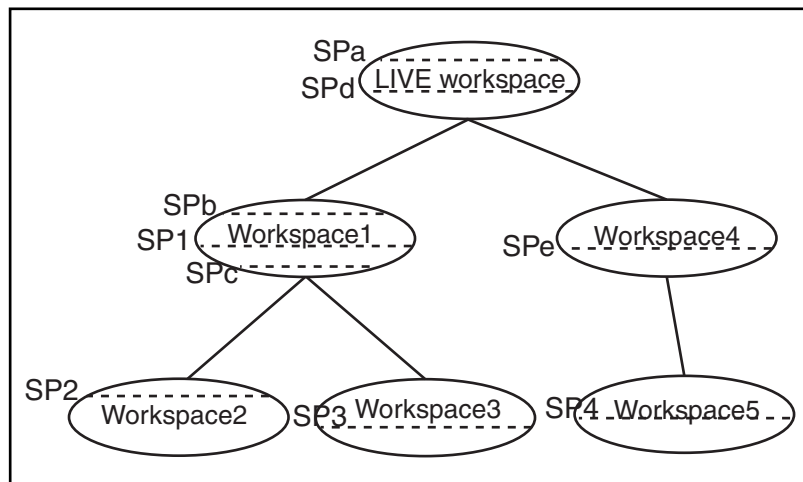 SPa
LIVE workspace
SPd
SPb
SP1 Workspace1
SPc
Workspace4
SPe
SP2
Workspace2
SP3 Workspace3
SP4 Workspace5